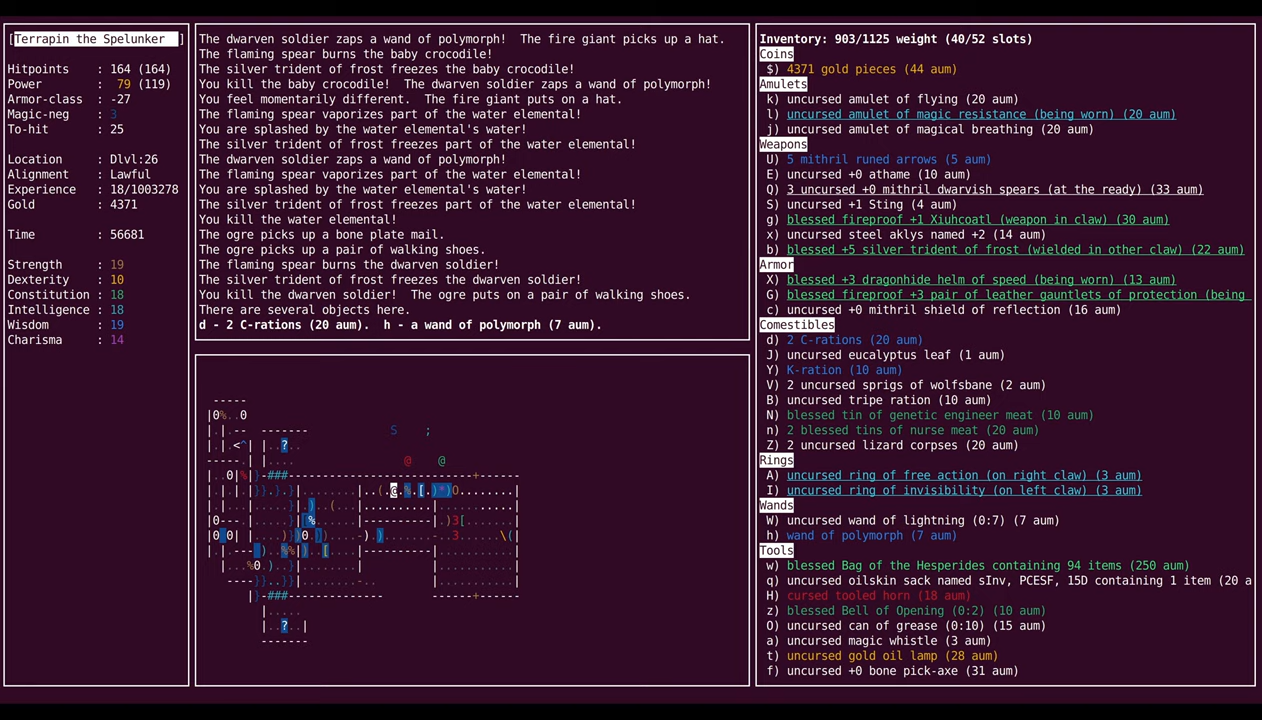 [Terrapin the Spelunker ]
Hitpoints : 164 (164)
Power : 79 (119)
Armor-class : -27
Magic-neg : 3
To-hit : 25
Location : Dlvl:26
Alignment : Lawful
Experience : 18/1003278
Gold : 4371
Time : 56681
Strength : 19
Dexterity : 10
Constitution : 18
Intelligence : 18
Wisdom : 19
Charisma : 14
The dwarven soldier zaps a wand of polymorph! The fire giant picks up a hat.
The flaming spear burns the baby crocodile!
The silver trident of frost freezes the baby crocodile!
You kill the baby crocodile! The dwarven soldier zaps a wand of polymorph!
You feel momentarily different. The fire giant puts on a hat.
The flaming spear vaporizes part of the water elemental!
You are splashed by the water elemental's water!
The silver trident of frost freezes part of the water elemental!
The dwarven soldier zaps a wand of polymorph!
The flaming spear vaporizes part of the water elemental!
You are splashed by the water elemental's water!
The silver trident of frost freezes part of the water elemental!
You kill the water elemental!
The ogre picks up a bone plate mail.
The ogre picks up a pair of walking shoes.
The flaming spear burns the dwarven soldier!
The silver trident of frost freezes the dwarven soldier!
You kill the dwarven soldier! The ogre puts on a pair of walking shoes.
There are several objects here.
d - 2 C-rations (20 aum). h - a wand of polymorph (7 aum).
Inventory: 903/1125 weight (40/52 slots)
Coins
$) 4371 gold pieces (44 aum)
Amulets
k) uncursed amulet of flying (20 aum)
l) uncursed amulet of magic resistance (being worn) (20 aum)
j) uncursed amulet of magical breathing (20 aum)
Weapons
U) 5 mithril runed arrows (5 aum)
E) uncursed +0 athame (10 aum)
Q) 3 uncursed +0 mithril dwarvish spears (at the ready) (33 aum)
S) uncursed +1 Sting (4 aum)
g) blessed fireproof +1 Xiuhcoatl (weapon in claw) (30 aum)
x) uncursed steel aklys named +2 (14 aum)
b) blessed +5 silver trident of frost (wielded in other claw) (22 aum)
Armor
X) blessed +3 dragonhide helm of speed (being worn) (13 aum)
G) blessed fireproof +3 pair of leather gauntlets of protection (being
c) uncursed +0 mithril shield of reflection (16 aum)
Comestibles
d) 2 C-rations (20 aum)
J) uncursed eucalyptus leaf (1 aum)
Y) K-ration (10 aum)
V) 2 uncursed sprigs of wolfsbane (2 aum)
B) uncursed tripe ration (10 aum)
N) blessed tin of genetic engineer meat (10 aum)
n) 2 blessed tins of nurse meat (20 aum)
Z) 2 uncursed lizard corpses (20 aum)
Rings
A) uncursed ring of free action (on right claw) (3 aum)
I) uncursed ring of invisibility (on left claw) (3 aum)
Wands
W) uncursed wand of lightning (0:7) (7 aum)
h) wand of polymorph (7 aum)
Tools
w) blessed Bag of the Hesperides containing 94 items (250 aum)
q) uncursed oilskin sack named sInv, PCESF, 15D containing 1 item (20 a
H) cursed tooled horn (18 aum)
z) blessed Bell of Opening (0:2) (10 aum)
O) uncursed can of grease (0:10) (15 aum)
a) uncursed magic whistle (3 aum)
t) uncursed gold oil lamp (28 aum)
f) uncursed +0 bone pick-axe (31 aum)